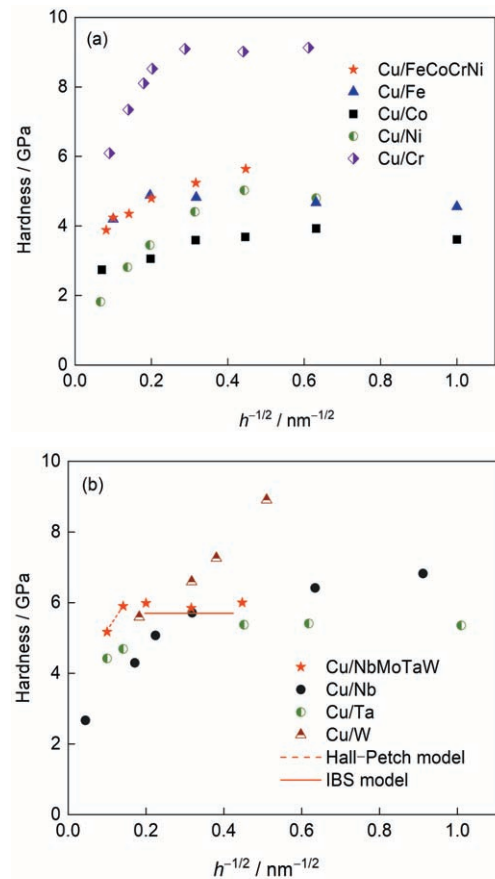 (a)
10
8
6
4
2
0
Hardness / GPa
Cu/FeCoCrNi
Cu/Fe
Cu/Co
Cu/Ni
Cu/Cr
0.0 0.2 0.4 0.6 0.8 1.0
h⁻¹/² / nm⁻¹/²
(b)
10
8
6
4
2
0
Hardness / GPa
Cu/NbMoTaW
Cu/Nb
Cu/Ta
Cu/W
Hall−Petch model
IBS model
0.0 0.2 0.4 0.6 0.8 1.0
h⁻¹/² / nm⁻¹/²